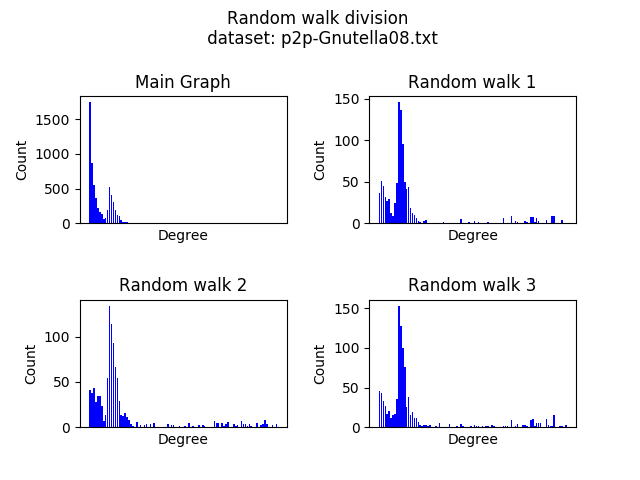 Random walk division
dataset: p2p-Gnutella08.txt
Main Graph
1500
1000
500
0
Count
Degree
Random walk 1
150
100
50
0
Count
Degree
Random walk 2
100
50
0
Count
Degree
Random walk 3
150
100
50
0
Count
Degree